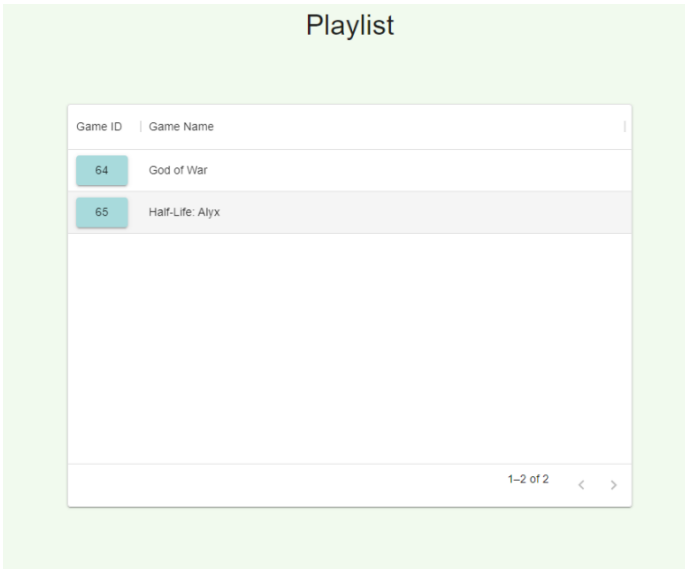 Playlist
Game ID Game Name
64 God of War
65 Half-Life: Alyx
1–2 of 2